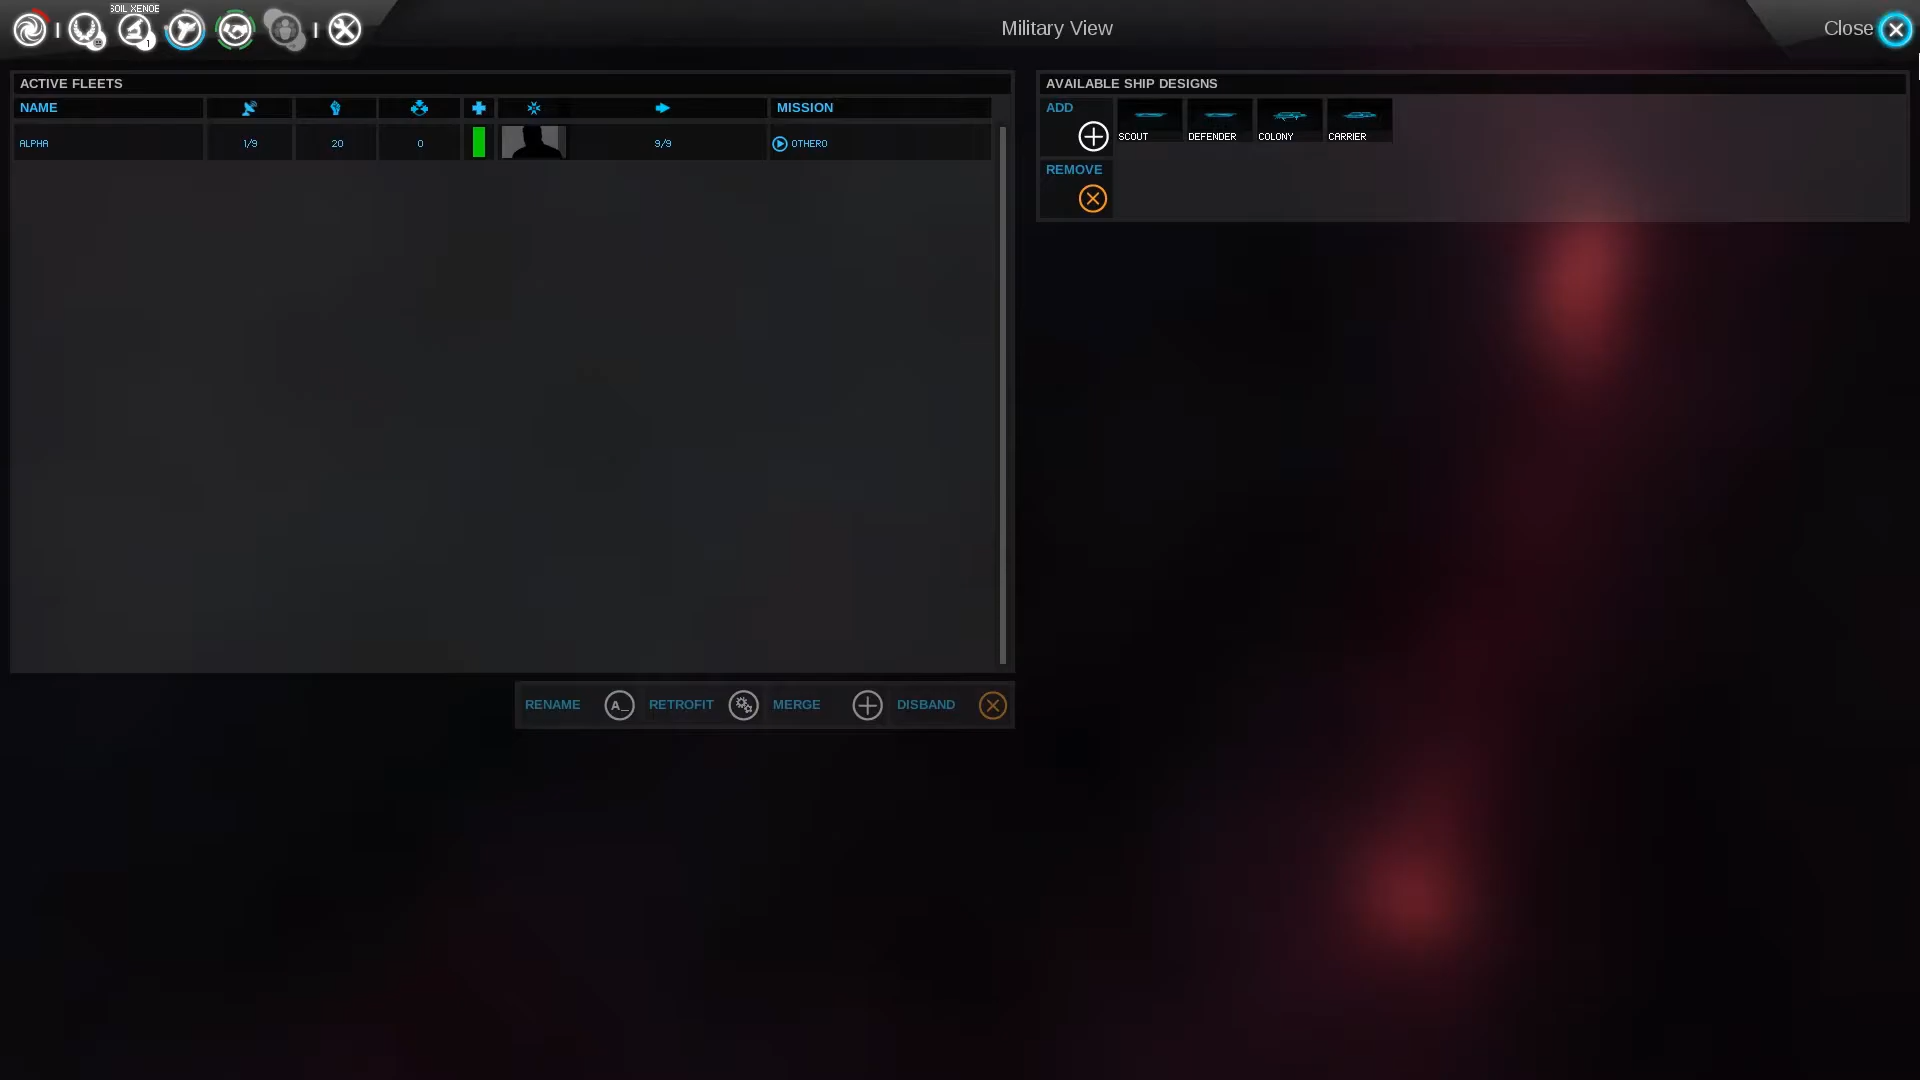 SOIL XENOE
1
Military View
Close
ACTIVE FLEETS
NAME
MISSION
ALPHA
1/9
20
0
9/9
OTHERO
AVAILABLE SHIP DESIGNS
ADD
SCOUT
DEFENDER
COLONY
CARRIER
REMOVE
RENAME
A_
RETROFIT
MERGE
DISBAND